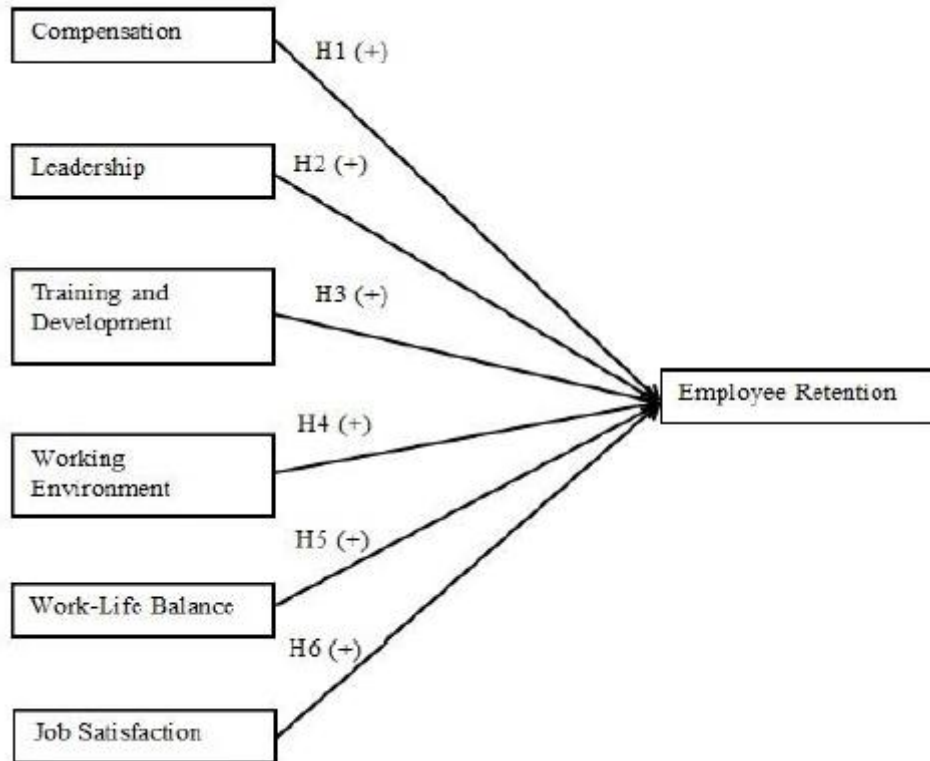 Compensation
H1 (+)
Leadership
H2 (+)
Training and
Development
H3 (+)
Employee Retention
H4 (+)
Working
Environment
H5 (+)
Work-Life Balance
H6 (+)
Job Satisfaction